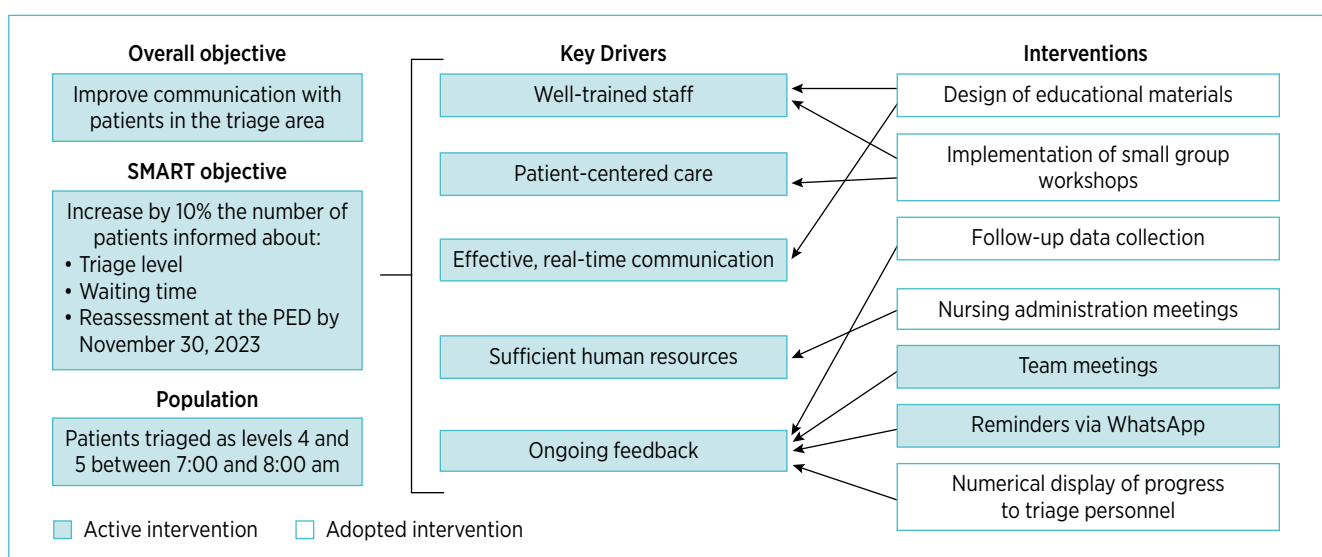 Overall objective
Improve communication with
patients in the triage area
SMART objective
Increase by 10% the number of
patients informed about:
• Triage level
• Waiting time
• Reassessment at the PED by
November 30, 2023
Population
Patients triaged as levels 4 and
5 between 7:00 and 8:00 am
Key Drivers
Well-trained staff
Patient-centered care
Effective, real-time communication
Sufficient human resources
Ongoing feedback
Interventions
Design of educational materials
Implementation of small group
workshops
Follow-up data collection
Nursing administration meetings
Team meetings
Reminders via WhatsApp
Numerical display of progress
to triage personnel
Active intervention
Adopted intervention